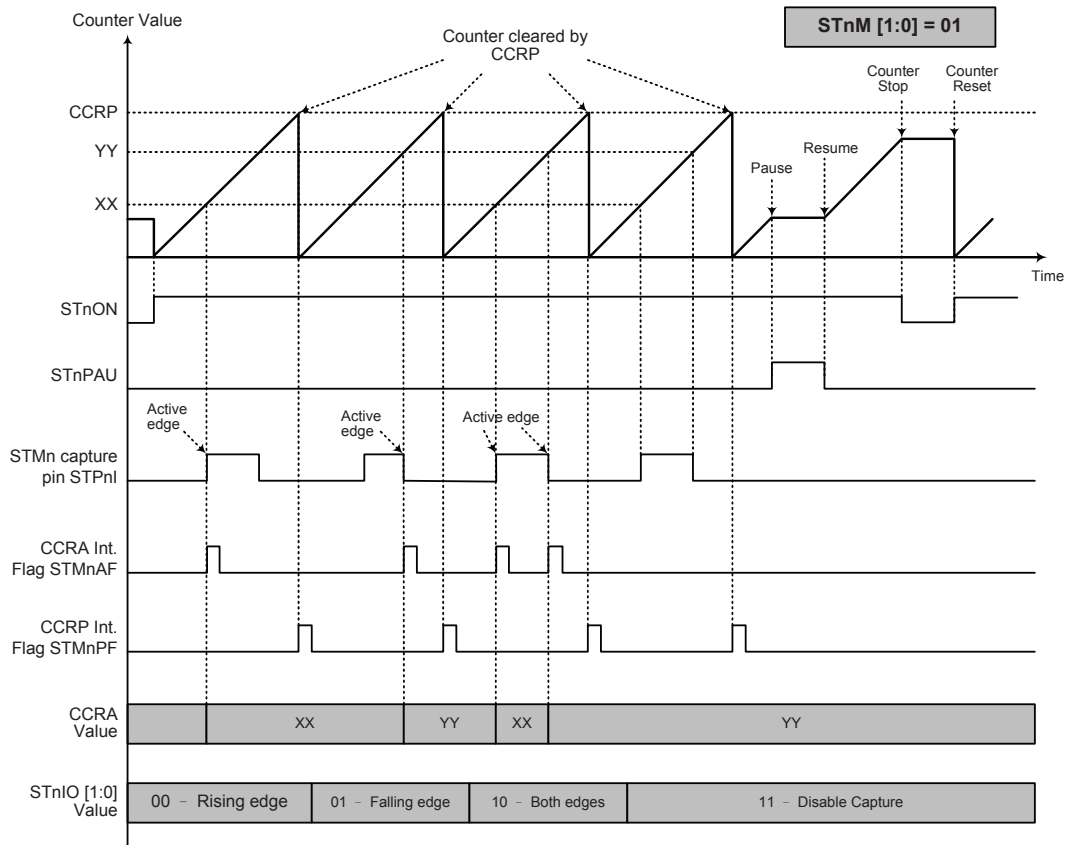 Counter Value
STnM [1:0] = 01
Counter cleared by
CCRP
Counter
Stop
Counter
Reset
CCRP
YY
XX
Pause
Resume
Time
STnON
STnPAU
Active
edge
Active
edge
Active edge
STMn capture
pin STPnI
CCRA Int.
Flag STMnAF
CCRP Int.
Flag STMnPF
CCRA
Value
XX
YY
XX
YY
STnIO [1:0]
Value
00 – Rising edge
01 – Falling edge
10 – Both edges
11 – Disable Capture